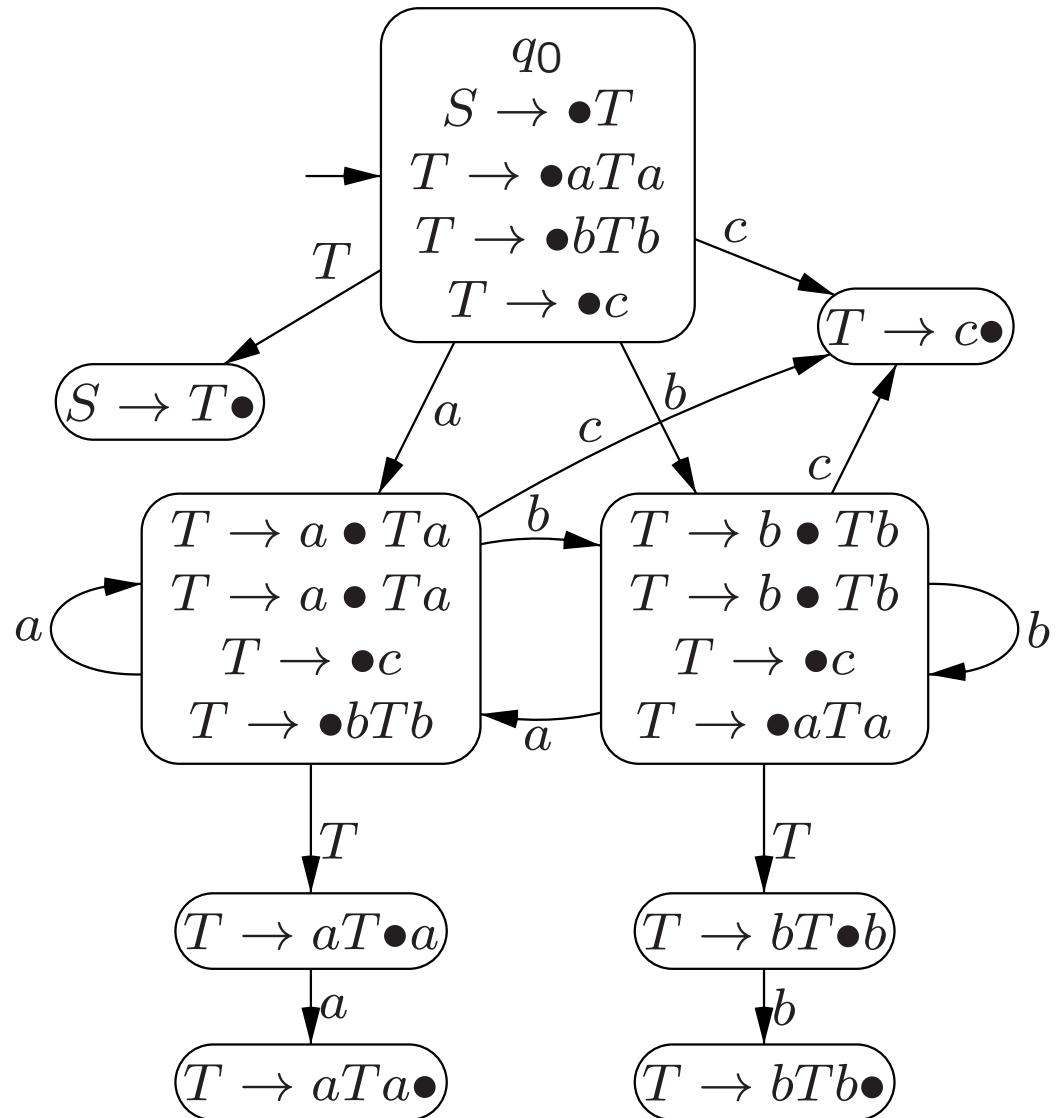 q0
S → •T
T → •aTa
T → •bTb
T → •c
c
T
T → c•
S → T•
a
b
c
c
T → a • Ta
T → a • Ta
T → •c
T → •bTb
b
T → b • Tb
T → b • Tb
T → •c
T → •aTa
a
b
a
T
T
T → aT•a
T → bT•b
a
b
T → aTa•
T → bTb•